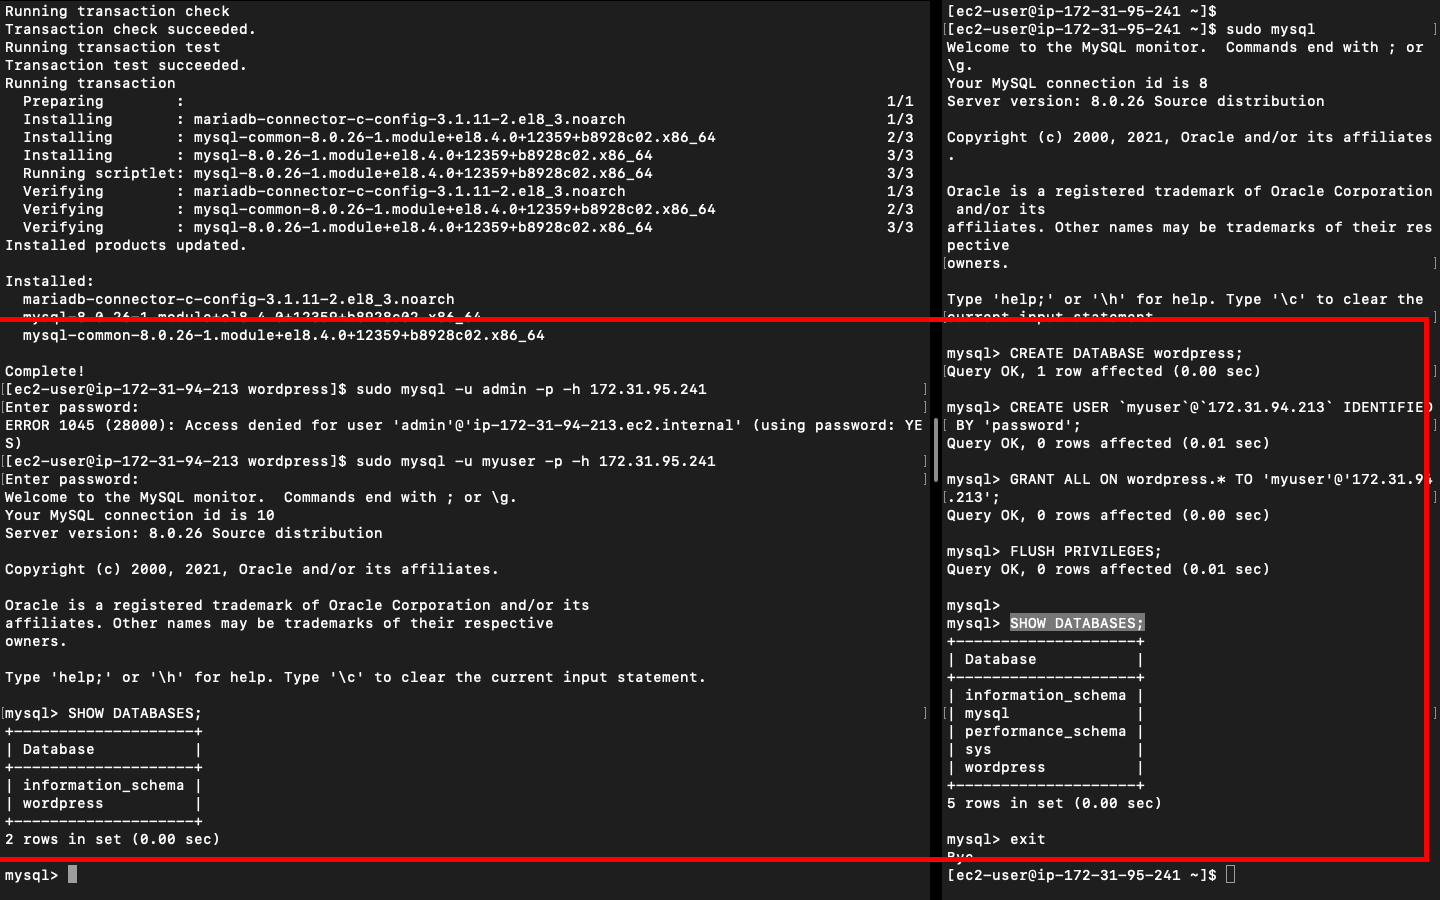 Running transaction check
Transaction check succeeded.
Running transaction test
Transaction test succeeded.
Running transaction
  Preparing        :                                                                              1/1
  Installing       : mariadb-connector-c-config-3.1.11-2.el8_3.noarch                             1/3
  Installing       : mysql-common-8.0.26-1.module+el8.4.0+12359+b8928c02.x86_64                   2/3
  Installing       : mysql-8.0.26-1.module+el8.4.0+12359+b8928c02.x86_64                          3/3
  Running scriptlet: mysql-8.0.26-1.module+el8.4.0+12359+b8928c02.x86_64                          3/3
  Verifying        : mariadb-connector-c-config-3.1.11-2.el8_3.noarch                             1/3
  Verifying        : mysql-common-8.0.26-1.module+el8.4.0+12359+b8928c02.x86_64                   2/3
  Verifying        : mysql-8.0.26-1.module+el8.4.0+12359+b8928c02.x86_64                          3/3
Installed products updated.

Installed:
  mariadb-connector-c-config-3.1.11-2.el8_3.noarch
  mysql-8.0.26-1.module+el8.4.0+12359+b8928c02.x86_64
  mysql-common-8.0.26-1.module+el8.4.0+12359+b8928c02.x86_64

Complete!
[[ec2-user@ip-172-31-94-213 wordpress]$ sudo mysql -u admin -p -h 172.31.95.241 ]
[Enter password: ]
ERROR 1045 (28000): Access denied for user 'admin'@'ip-172-31-94-213.ec2.internal' (using password: YE
S)
[[ec2-user@ip-172-31-94-213 wordpress]$ sudo mysql -u myuser -p -h 172.31.95.241 ]
[Enter password: ]
Welcome to the MySQL monitor.  Commands end with ; or \g.
Your MySQL connection id is 10
Server version: 8.0.26 Source distribution

Copyright (c) 2000, 2021, Oracle and/or its affiliates.

Oracle is a registered trademark of Oracle Corporation and/or its
affiliates. Other names may be trademarks of their respective
owners.

Type 'help;' or '\h' for help. Type '\c' to clear the current input statement.

[mysql> SHOW DATABASES; ]
+--------------------+
| Database           |
+--------------------+
| information_schema |
| wordpress          |
+--------------------+
2 rows in set (0.00 sec)

mysql>
[ec2-user@ip-172-31-95-241 ~]$
[[ec2-user@ip-172-31-95-241 ~]$ sudo mysql ]
Welcome to the MySQL monitor.  Commands end with ; or
\g.
Your MySQL connection id is 8
Server version: 8.0.26 Source distribution

Copyright (c) 2000, 2021, Oracle and/or its affiliates
.

Oracle is a registered trademark of Oracle Corporation
 and/or its
affiliates. Other names may be trademarks of their res
pective
[owners. ]

Type 'help;' or '\h' for help. Type '\c' to clear the
[current input statement. ]

mysql> CREATE DATABASE wordpress;
[Query OK, 1 row affected (0.00 sec) ]

mysql> CREATE USER `myuser`@`172.31.94.213` IDENTIFIED
[ BY 'password'; ]
Query OK, 0 rows affected (0.01 sec)

mysql> GRANT ALL ON wordpress.* TO 'myuser'@'172.31.94
[.213'; ]
Query OK, 0 rows affected (0.00 sec)

mysql> FLUSH PRIVILEGES;
Query OK, 0 rows affected (0.01 sec)

mysql>
mysql> SHOW DATABASES;
+--------------------+
| Database           |
+--------------------+
| information_schema |
[| mysql              | ]
| performance_schema |
| sys                |
| wordpress          |
+--------------------+
5 rows in set (0.00 sec)

mysql> exit
Bye
[ec2-user@ip-172-31-95-241 ~]$